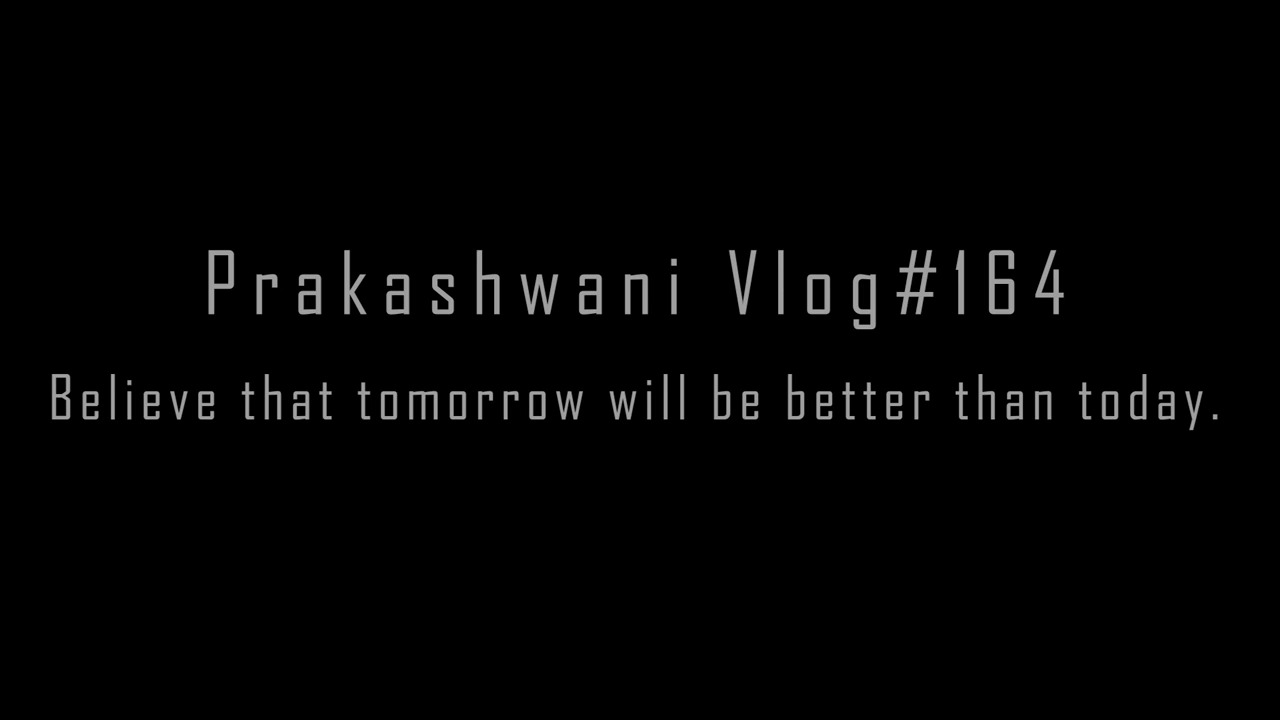 Prakashwani Vlog#164
Believe that tomorrow will be better than today.